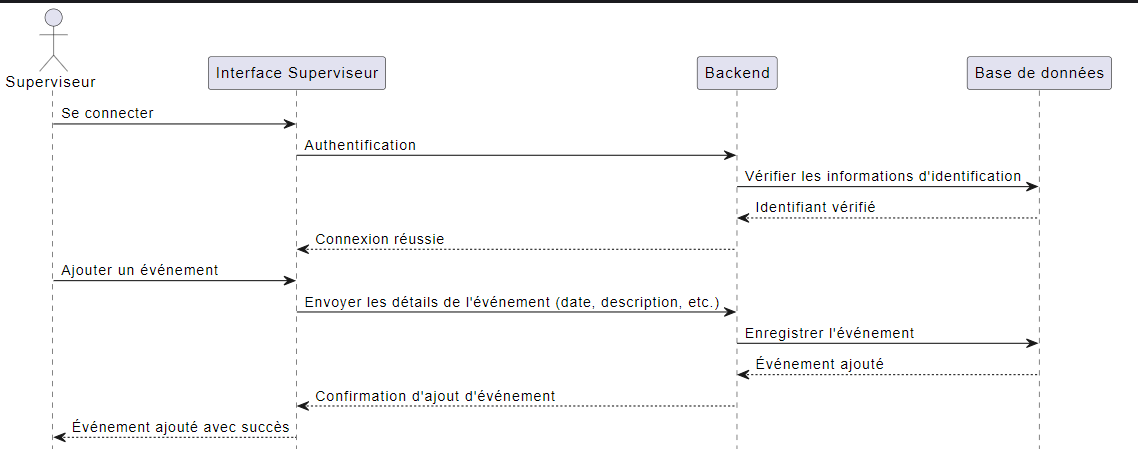 Superviseur
Interface Superviseur
Backend
Base de données
Se connecter
Authentification
Vérifier les informations d'identification
Identifiant vérifié
Connexion réussie
Ajouter un événement
Envoyer les détails de l'événement (date, description, etc.)
Enregistrer l'événement
Événement ajouté
Confirmation d'ajout d'événement
Événement ajouté avec succès